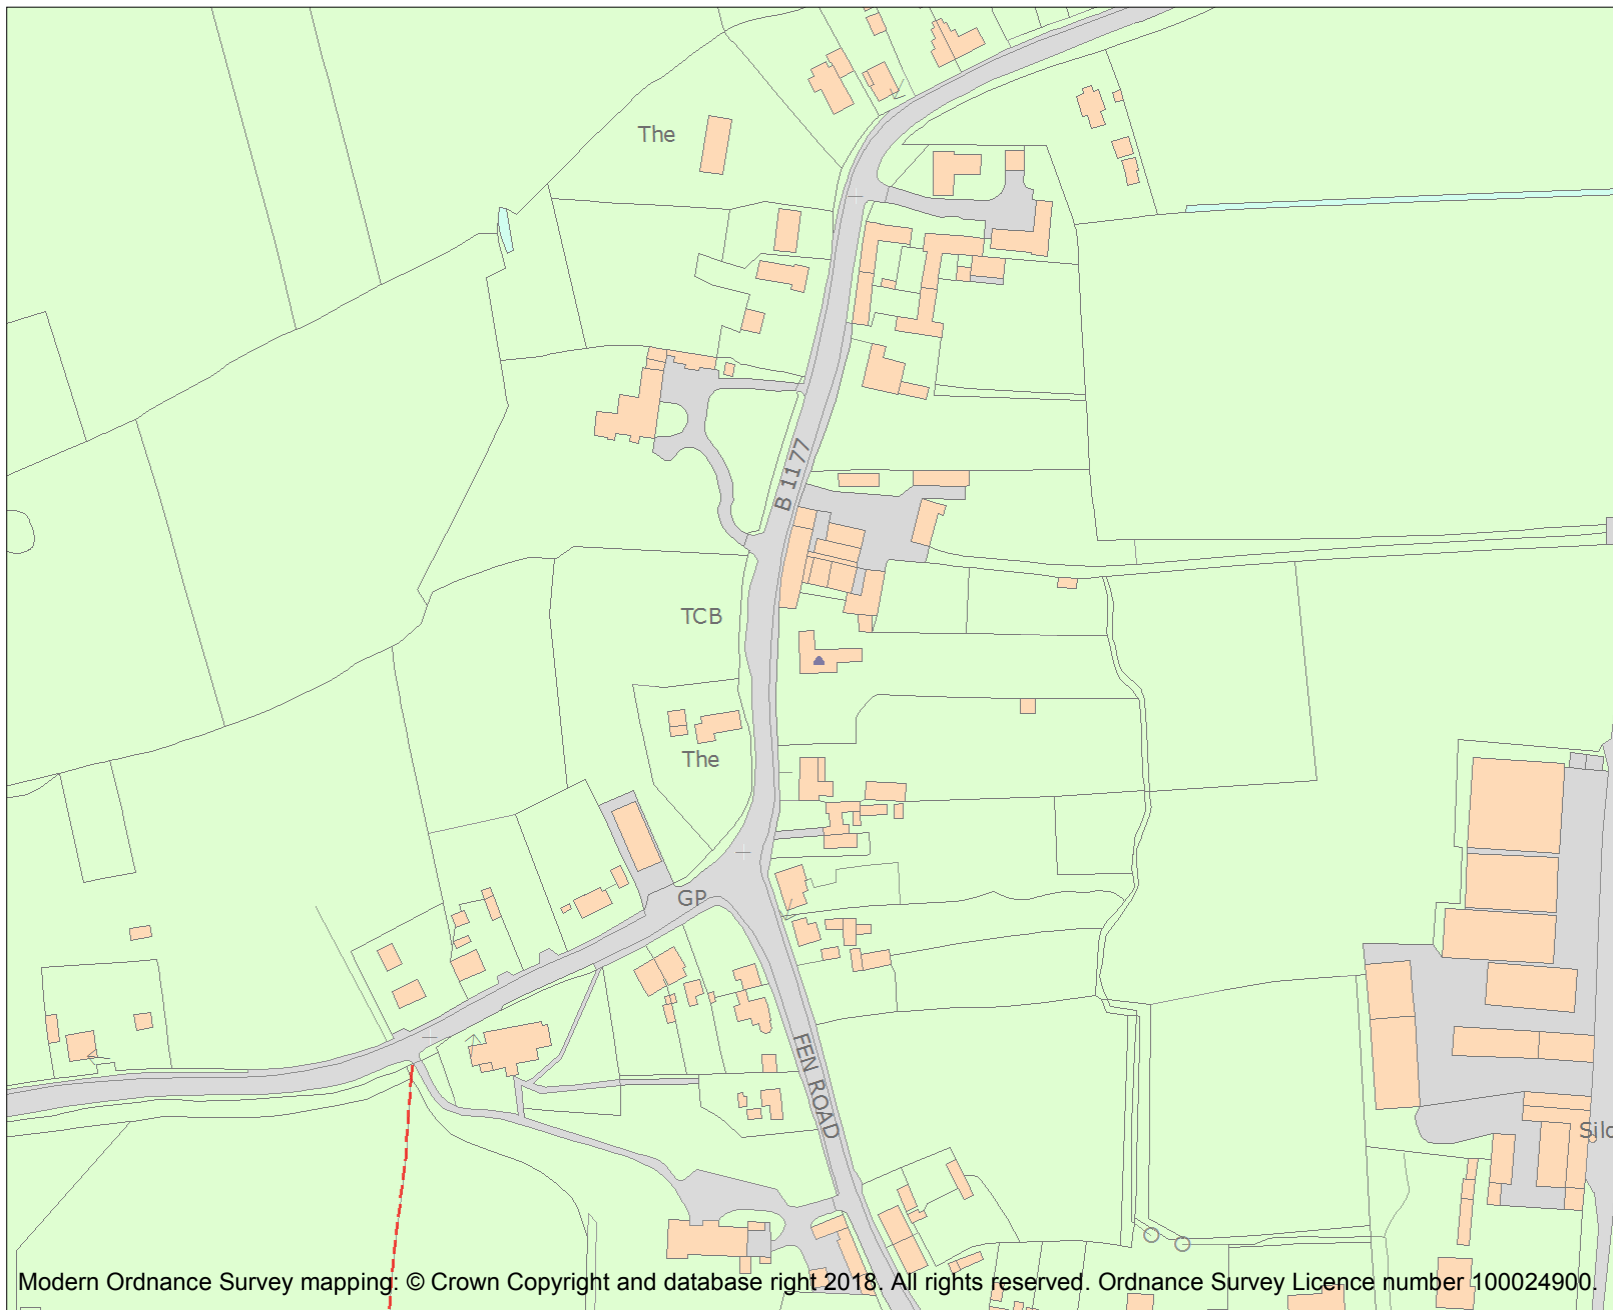 The
B 1177
TCB
The
GP
FEN ROAD
Silo
Modern Ordnance Survey mapping: © Crown Copyright and database right 2018. All rights reserved. Ordnance Survey Licence number 100024900.